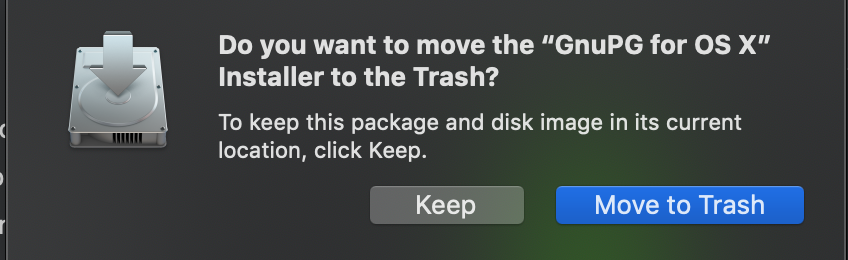 Do you want to move the “GnuPG for OS X”
Installer to the Trash?
To keep this package and disk image in its current
location, click Keep.
Keep
Move to Trash